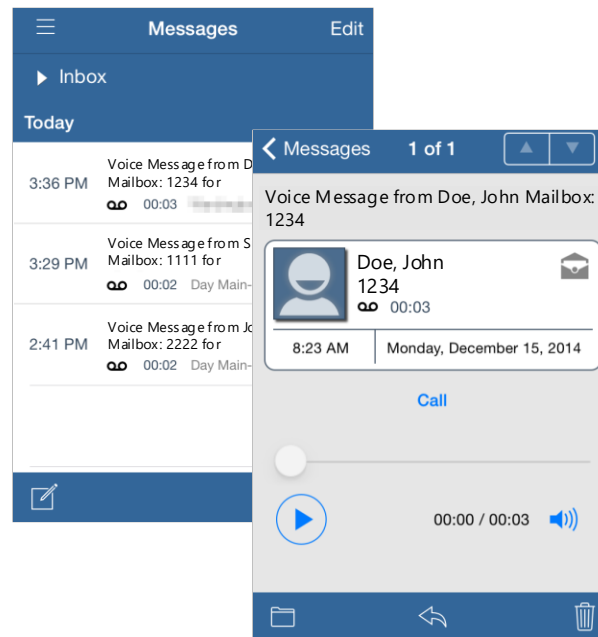 Messages
Edit
Inbox
Today
3:36 PM
Voice Message from D
Mailbox: 1234 for
00:03
3:29 PM
Voice Message from S
Mailbox: 1111 for
00:02 Day Main-
2:41 PM
Voice Message from Jo
Mailbox: 2222 for
00:02 Day Main-
Messages
1 of 1
Voice Message from Doe, John Mailbox:
1234
Doe, John
1234
00:03
8:23 AM
Monday, December 15, 2014
Call
00:00 / 00:03